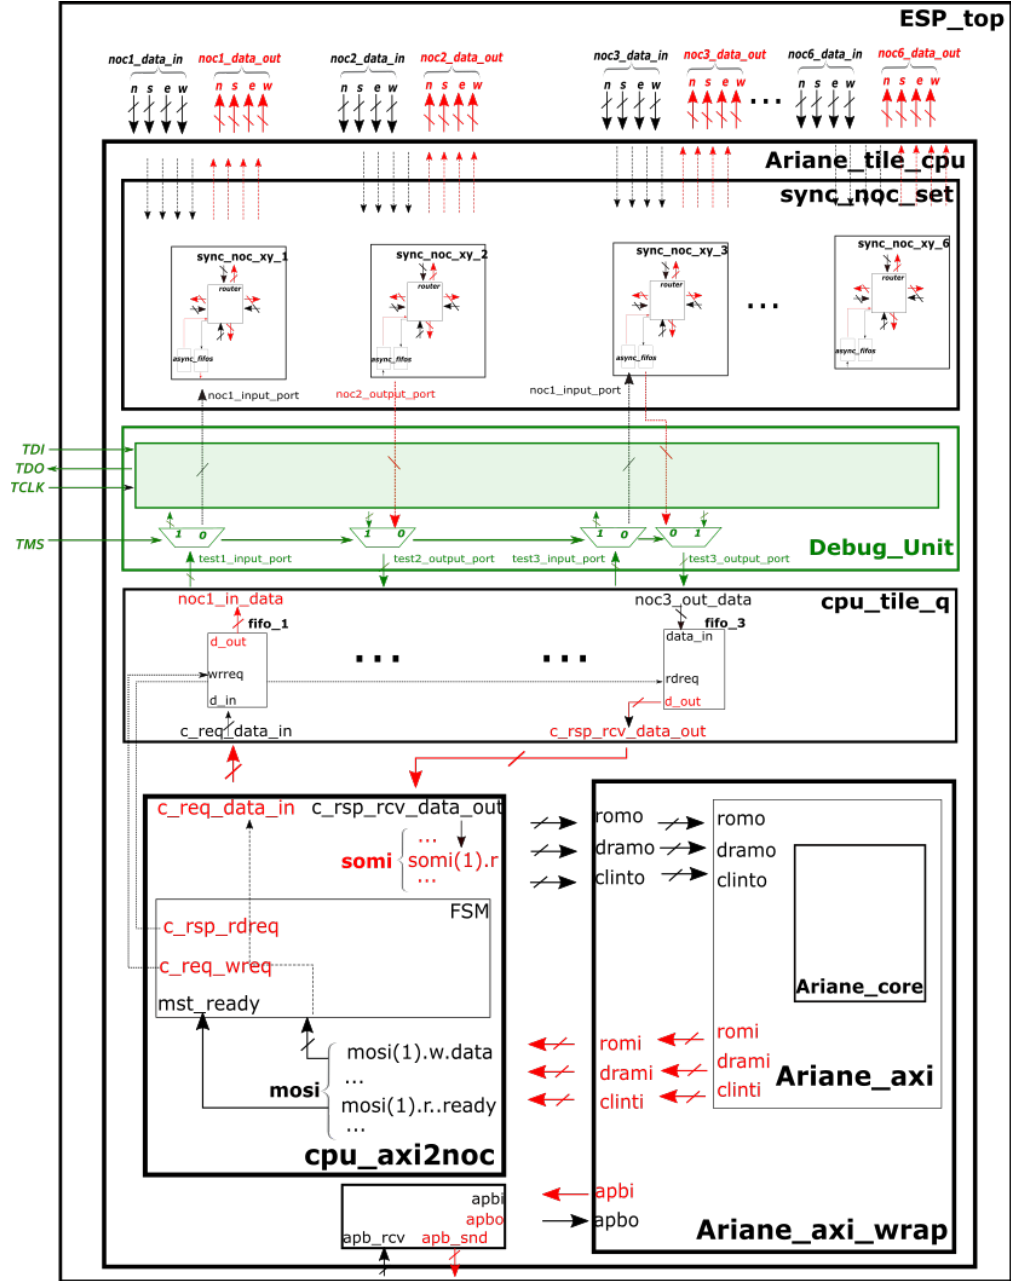 ESP_top
noc1_data_in noc1_data_out noc2_data_in noc2_data_out noc3_data_in noc3_data_out noc6_data_in noc6_data_out
n s e w n s e w n s e w n s e w n s e w n s e w n s e w n s e w
...
Ariane_tile_cpu
sync_noc_set
sync_noc_xy_1 sync_noc_xy_2 sync_noc_xy_3 sync_noc_xy_6
router router router router
...
async_fifos async_fifos async_fifos async_fifos
noc1_input_port noc2_output_port noc1_input_port
TDI
TDO
TCLK
TMS
1 0 1 0 1 0 0 1
Debug_Unit
test1_input_port test2_output_port test3_input_port test3_output_port
noc1_in_data noc3_out_data cpu_tile_q
fifo_1 fifo_3
d_out data_in
... ...
wrreq rdreq
d_in d_out
c_req_data_in c_rsp_rcv_data_out
c_req_data_in c_rsp_rcv_data_out
...
somi somi(1).r
...
romo romo
dramo dramo
clinto clinto
FSM
c_rsp_rdreq
c_req_wreq
mst_ready
Ariane_core
mosi(1).w.data
...
mosi
mosi(1).r..ready
...
romi romi
drami drami
clinti clinti
Ariane_axi
cpu_axi2noc
apbi apbi
apbo apbo
apb_rcv apb_snd
Ariane_axi_wrap